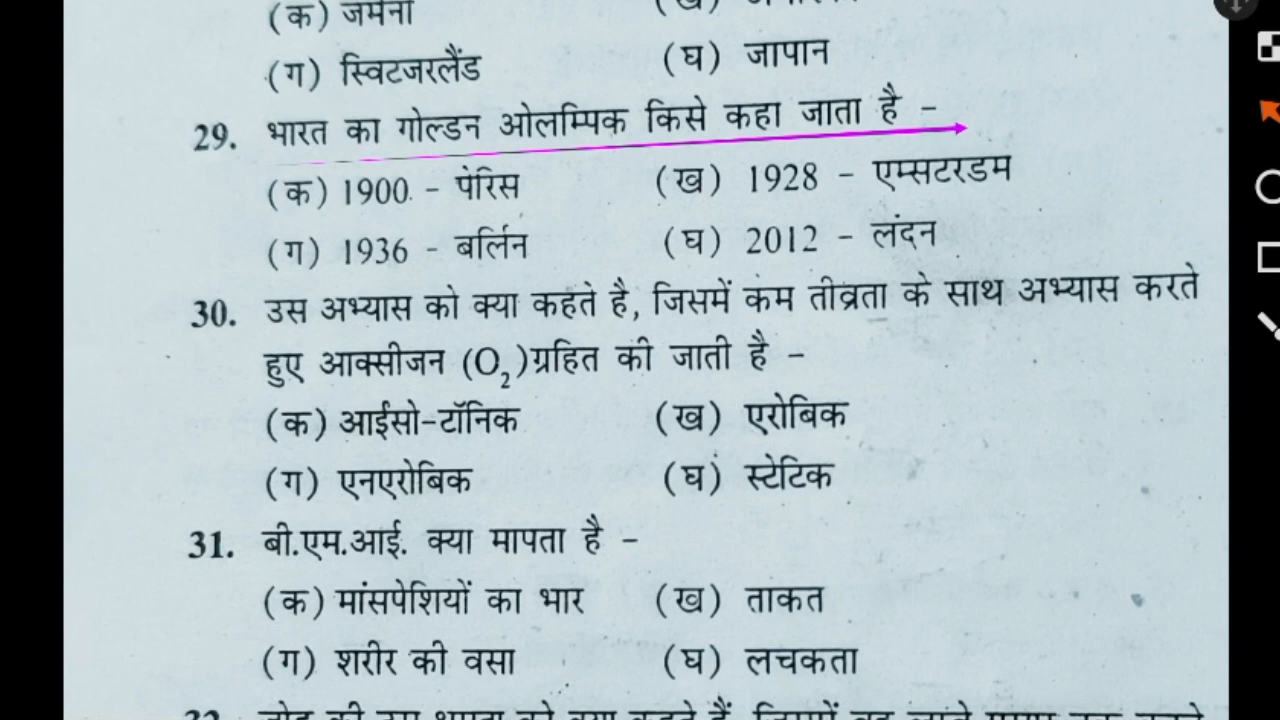 (क) जर्मनी
(ग) स्विटजरलैंड (घ) जापान
29. भारत का गोल्डन ओलम्पिक किसे कहा जाता है -
(क) 1900 - पेरिस (ख) 1928 - एम्सटरडम
(ग) 1936 - बर्लिन (घ) 2012 - लंदन
30. उस अभ्यास को क्या कहते है, जिसमें कम तीव्रता के साथ अभ्यास करते
हुए आक्सीजन (O₂)ग्रहित की जाती है -
(क) आईसो-टॉनिक (ख) एरोबिक
(ग) एनएरोबिक (घ) स्टेटिक
31. बी.एम.आई. क्या मापता है -
(क) मांसपेशियों का भार (ख) ताकत
(ग) शरीर की वसा (घ) लचकता